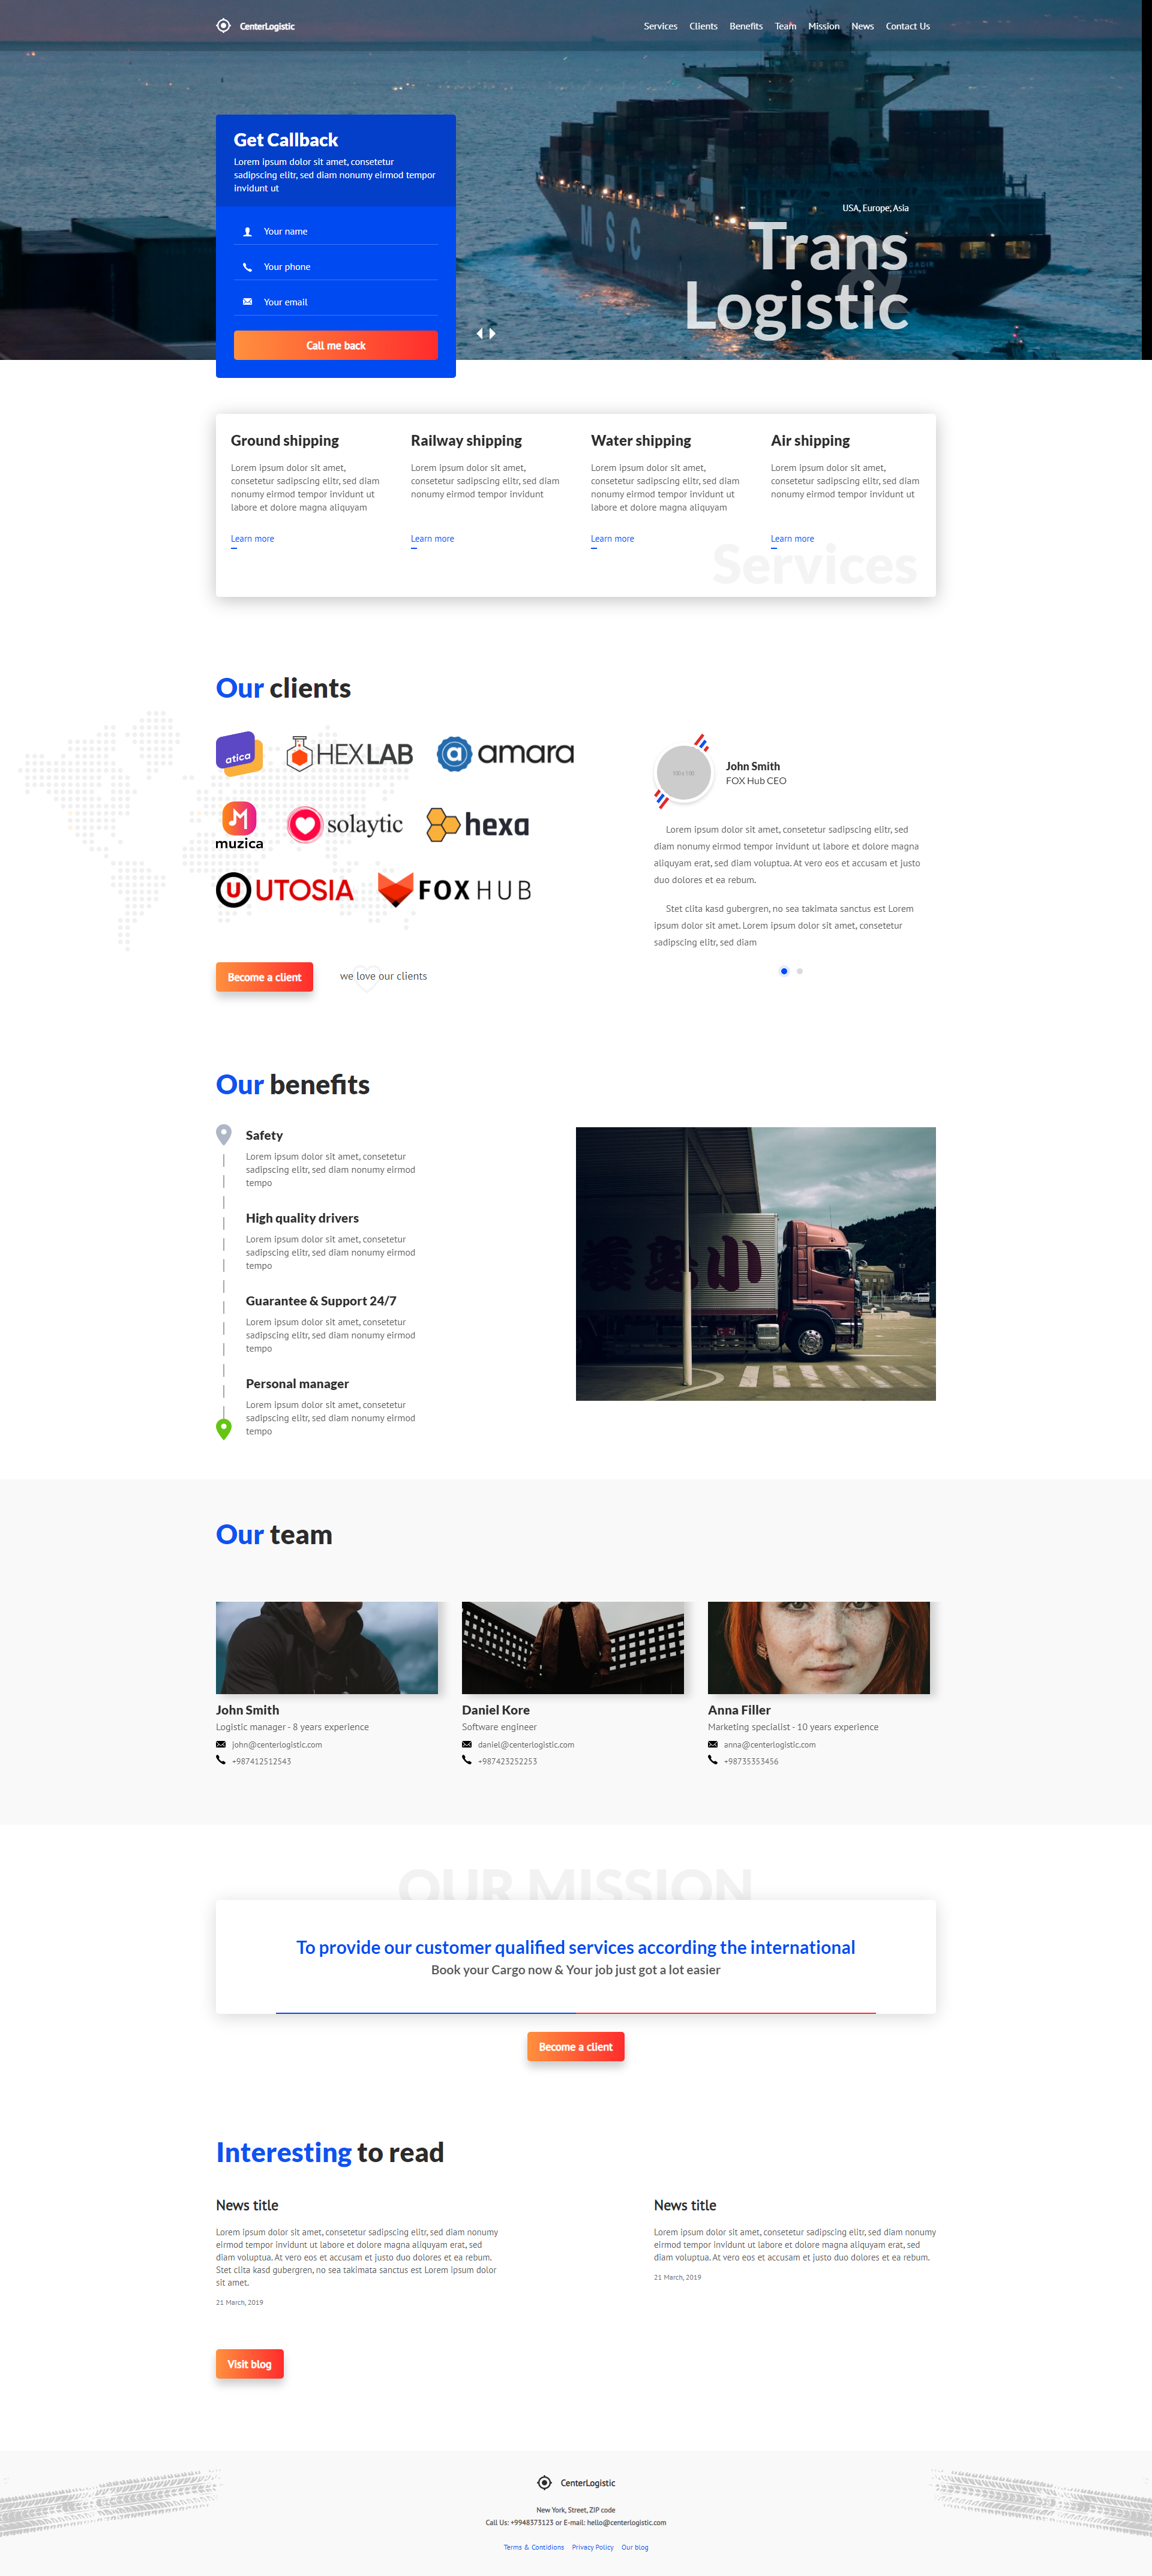 CenterLogistic
Services Clients Benefits Team Mission News Contact Us
Get Callback
Lorem ipsum dolor sit amet, consetetur
sadipscing elitr, sed diam nonumy eirmod tempor
invidunt ut
Your name
Your phone
Your email
Call me back
USA, Europe, Asia
Trans
Logistic
MSC
Ground shipping
Lorem ipsum dolor sit amet,
consetetur sadipscing elitr, sed diam
nonumy eirmod tempor invidunt ut
labore et dolore magna aliquyam
Learn more
Railway shipping
Lorem ipsum dolor sit amet,
consetetur sadipscing elitr, sed diam
nonumy eirmod tempor invidunt
Learn more
Water shipping
Lorem ipsum dolor sit amet,
consetetur sadipscing elitr, sed diam
nonumy eirmod tempor invidunt ut
labore et dolore magna aliquyam
Learn more
Air shipping
Lorem ipsum dolor sit amet,
consetetur sadipscing elitr, sed diam
nonumy eirmod tempor invidunt ut
Learn more
Services
Our clients
atica
HEXLAB
amara
muzica
solaytic
hexa
UTOSIA
FOXHUB
Become a client
we love our clients
100 x 100
John Smith
FOX Hub CEO
Lorem ipsum dolor sit amet, consetetur sadipscing elitr, sed
diam nonumy eirmod tempor invidunt ut labore et dolore magna
aliquyam erat, sed diam voluptua. At vero eos et accusam et justo
duo dolores et ea rebum.
Stet clita kasd gubergren, no sea takimata sanctus est Lorem
ipsum dolor sit amet. Lorem ipsum dolor sit amet, consetetur
sadipscing elitr, sed diam
Our benefits
Safety
Lorem ipsum dolor sit amet, consetetur
sadipscing elitr, sed diam nonumy eirmod
tempo
High quality drivers
Lorem ipsum dolor sit amet, consetetur
sadipscing elitr, sed diam nonumy eirmod
tempo
Guarantee & Support 24/7
Lorem ipsum dolor sit amet, consetetur
sadipscing elitr, sed diam nonumy eirmod
tempo
Personal manager
Lorem ipsum dolor sit amet, consetetur
sadipscing elitr, sed diam nonumy eirmod
tempo
Our team
John Smith
Logistic manager - 8 years experience
john@centerlogistic.com
+987412512543
Daniel Kore
Software engineer
daniel@centerlogistic.com
+987423252253
Anna Filler
Marketing specialist - 10 years experience
anna@centerlogistic.com
+98735353456
OUR MISSION
To provide our customer qualified services according the international
Book your Cargo now & Your job just got a lot easier
Become a client
Interesting to read
News title
Lorem ipsum dolor sit amet, consetetur sadipscing elitr, sed diam nonumy
eirmod tempor invidunt ut labore et dolore magna aliquyam erat, sed
diam voluptua. At vero eos et accusam et justo duo dolores et ea rebum.
Stet clita kasd gubergren, no sea takimata sanctus est Lorem ipsum dolor
sit amet.
21 March, 2019
News title
Lorem ipsum dolor sit amet, consetetur sadipscing elitr, sed diam nonumy
eirmod tempor invidunt ut labore et dolore magna aliquyam erat, sed
diam voluptua. At vero eos et accusam et justo duo dolores et ea rebum.
21 March, 2019
Visit blog
CenterLogistic
New York, Street, ZIP code
Call Us: +9948373123 or E-mail: hello@centerlogistic.com
Terms & Contidions Privacy Policy Our blog